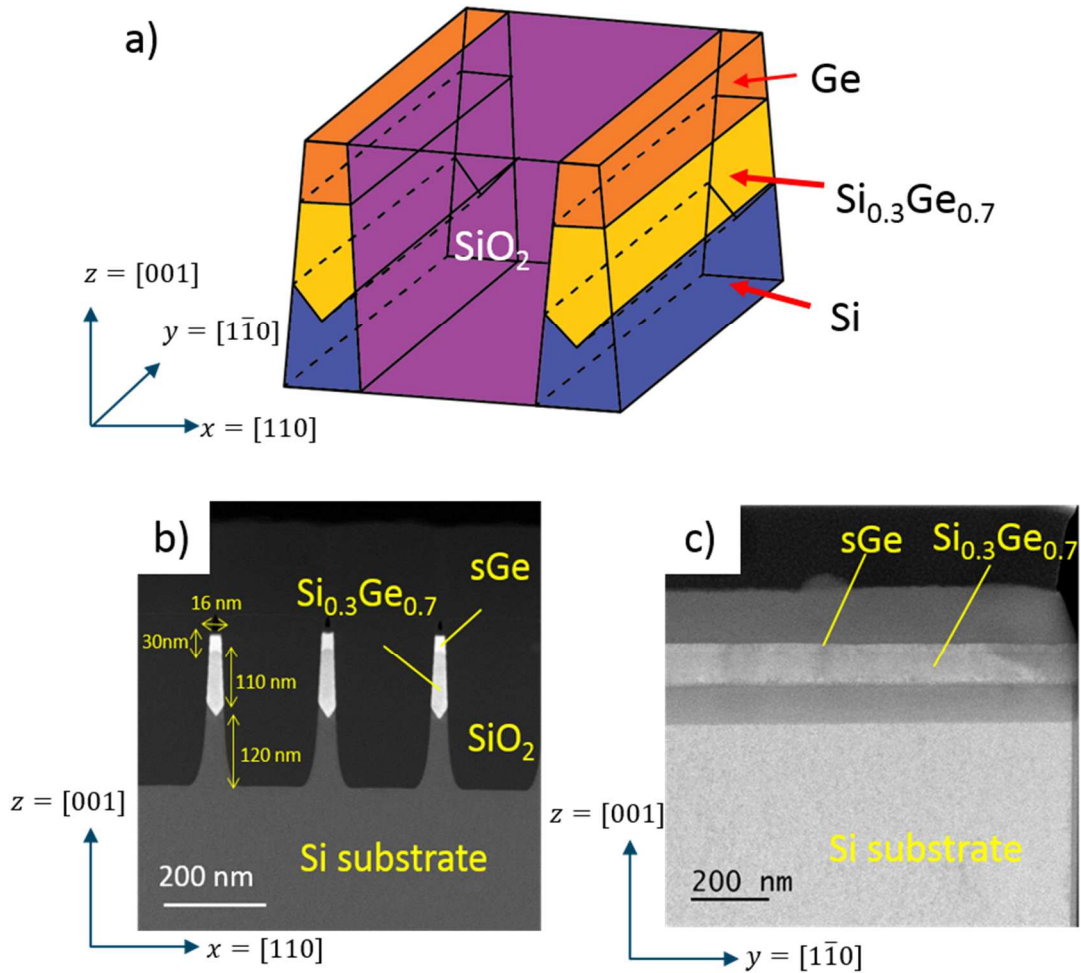 a)
Ge
Si₀.₃Ge₀.₇
SiO₂
Si
z = [001]
y = [11̅0]
x = [110]
b)
sGe
Si₀.₃Ge₀.₇
16 nm
30nm
110 nm
120 nm
SiO₂
z = [001]
Si substrate
200 nm
x = [110]
c)
sGe
Si₀.₃Ge₀.₇
z = [001]
Si substrate
200 nm
y = [11̅0]